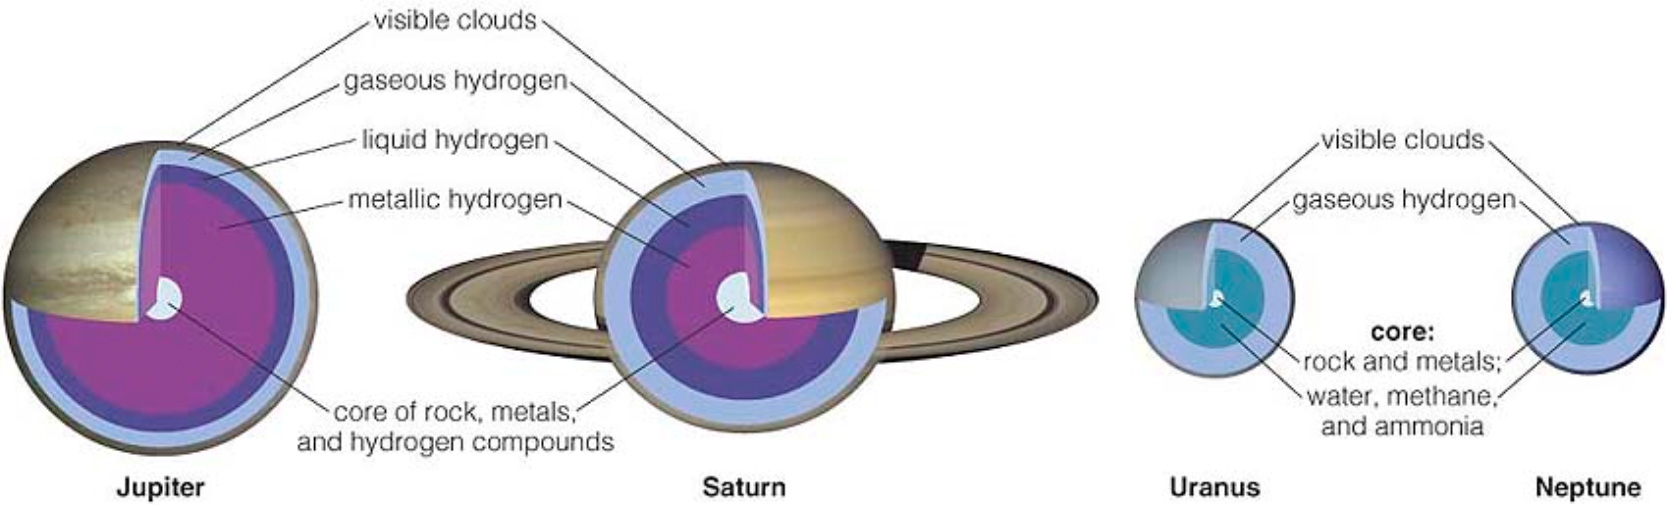 visible clouds
gaseous hydrogen
liquid hydrogen
metallic hydrogen
core of rock, metals,
and hydrogen compounds
Jupiter
Saturn
visible clouds
gaseous hydrogen
core:
rock and metals;
water, methane,
and ammonia
Uranus
Neptune